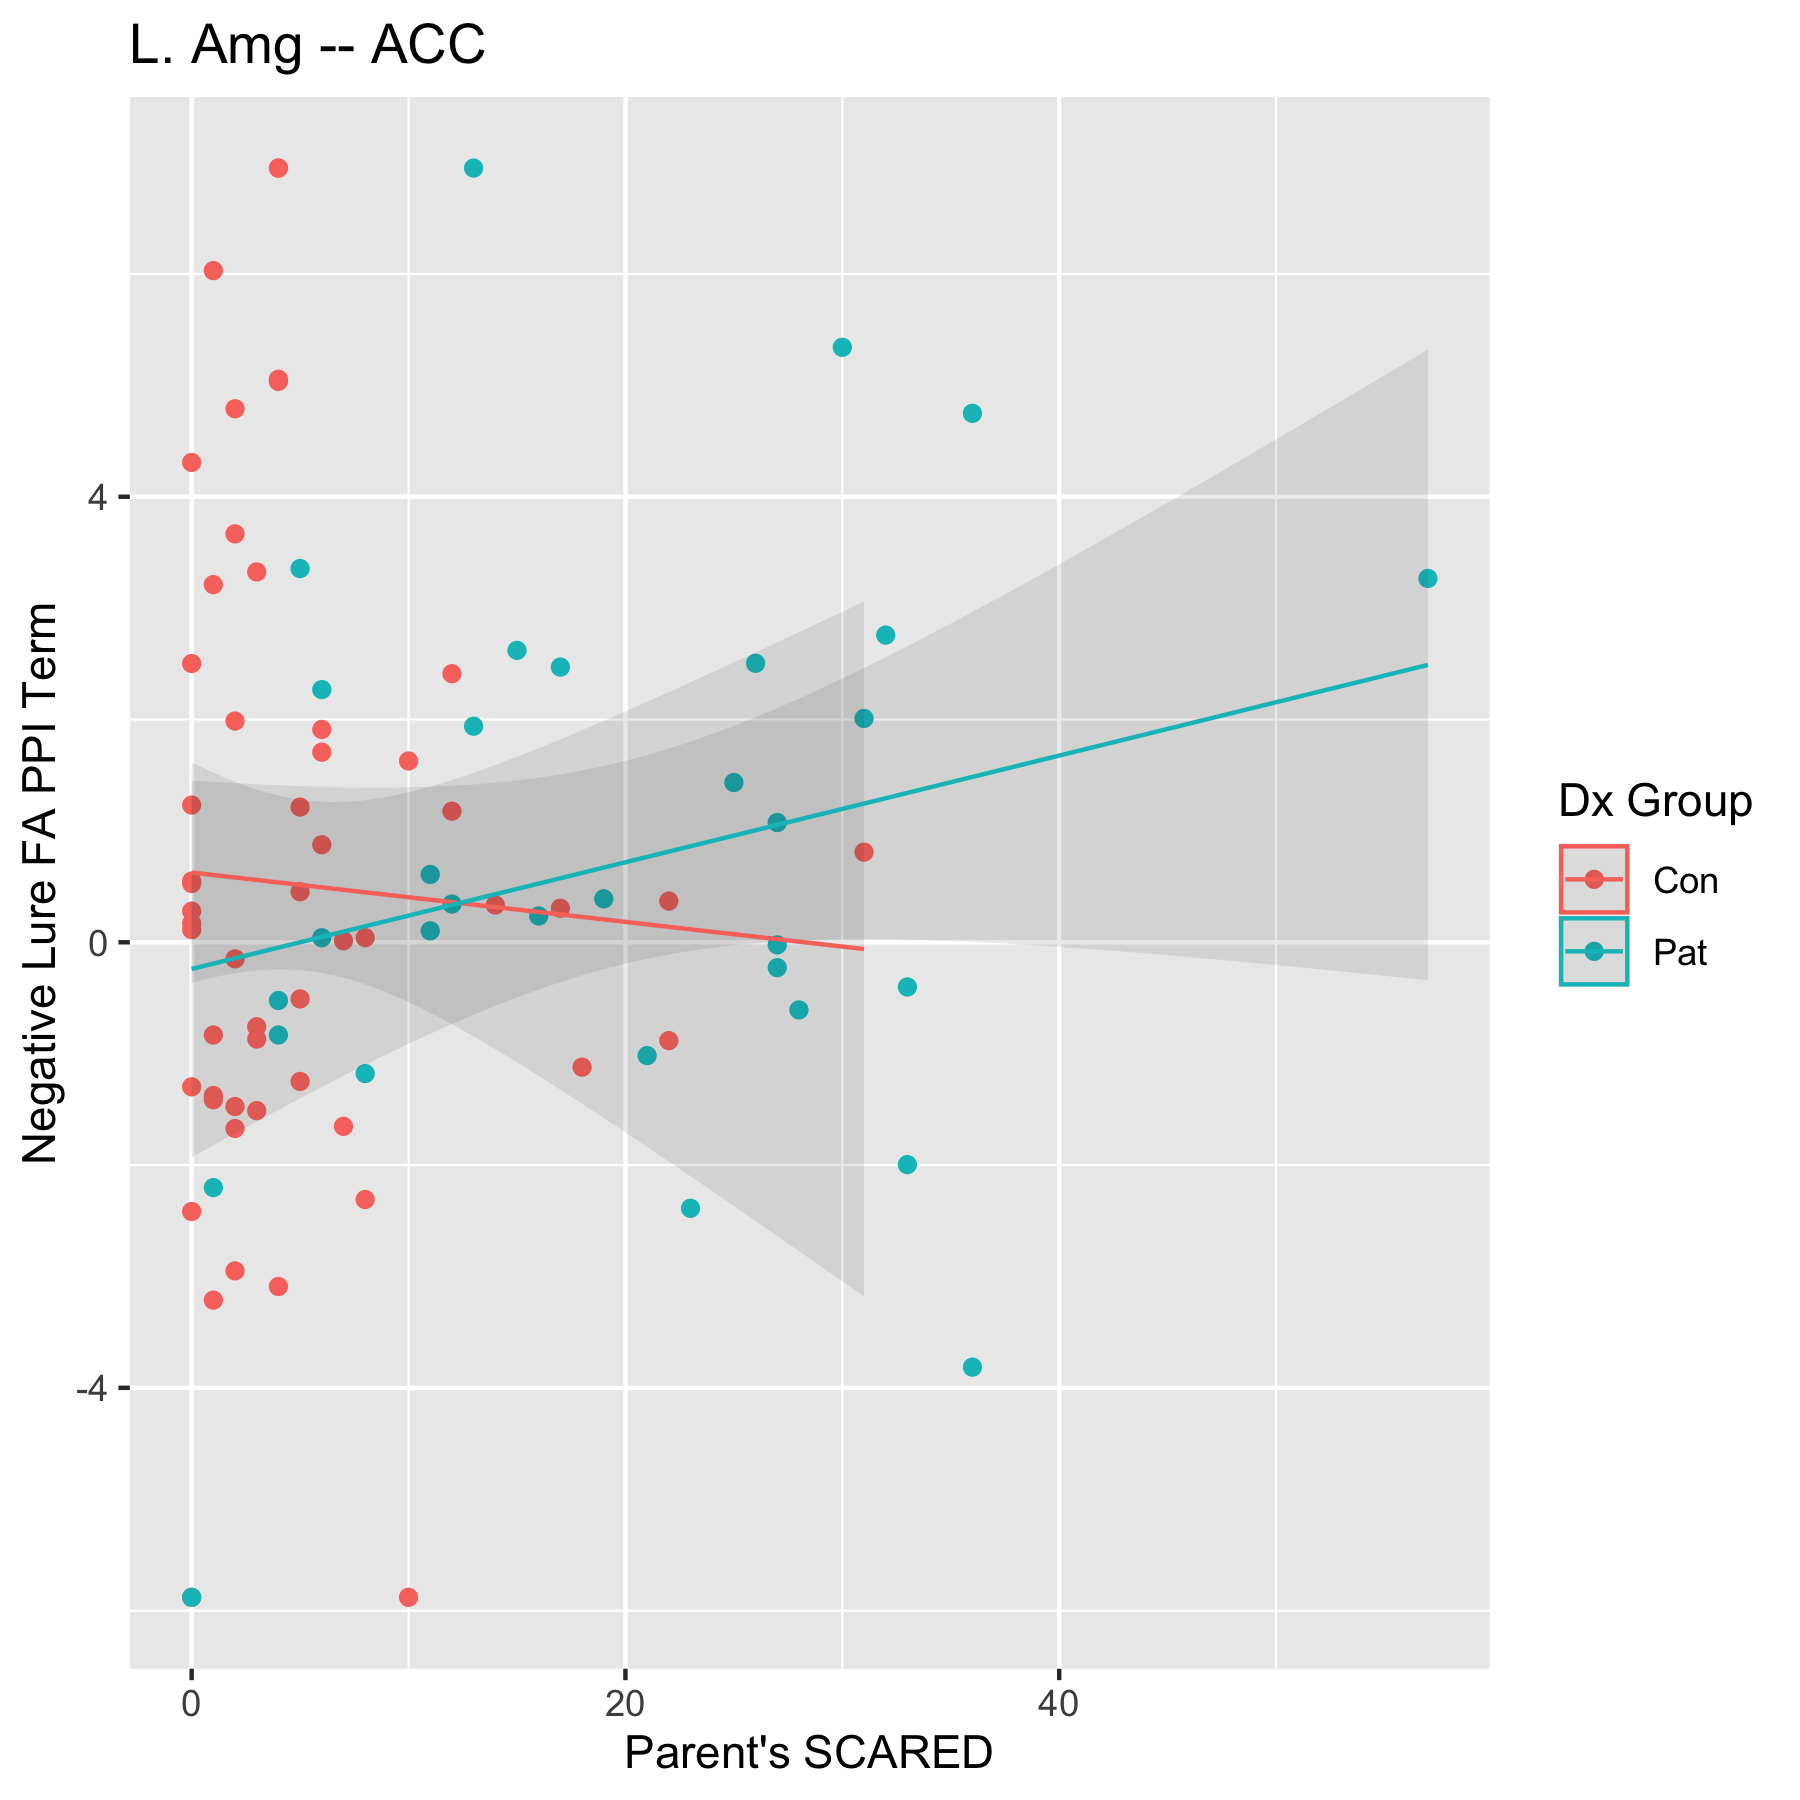 L. Amg -- ACC
Negative Lure FA PPI Term
4
0
-4
0
20
40
Parent's SCARED
Dx Group
Con
Pat